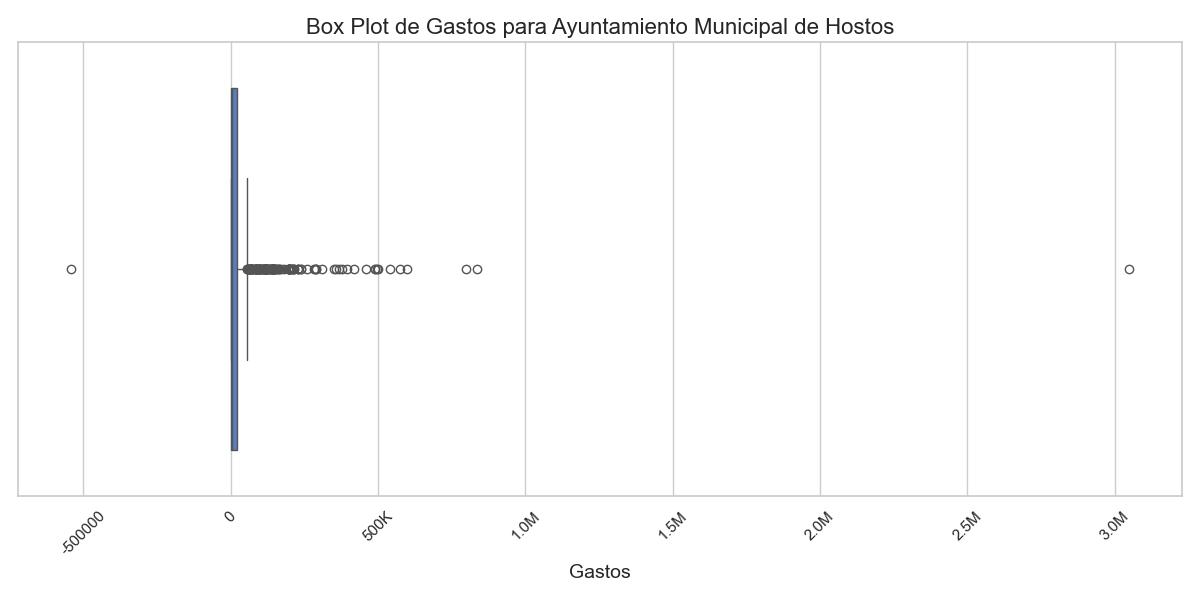 Box Plot de Gastos para Ayuntamiento Municipal de Hostos
-500000
0
500K
1.0M
1.5M
2.0M
2.5M
3.0M
Gastos